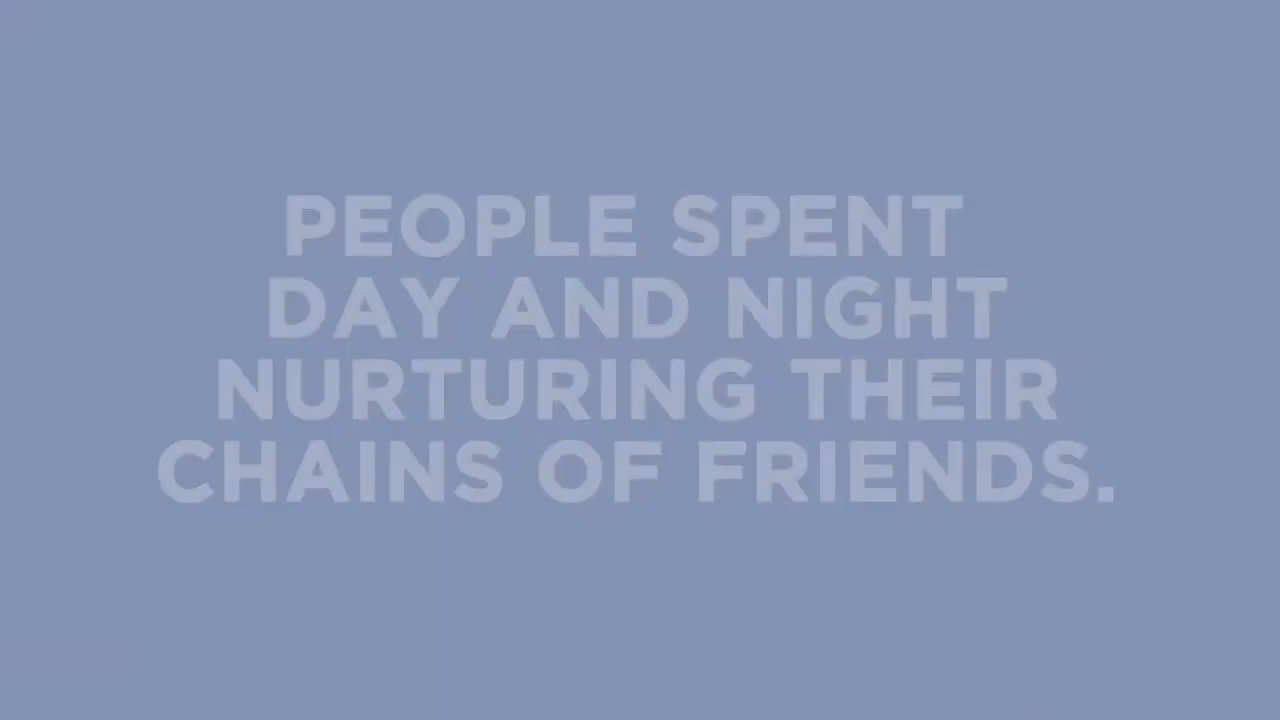 PEOPLE SPENT
DAY AND NIGHT
NURTURING THEIR
CHAINS OF FRIENDS.